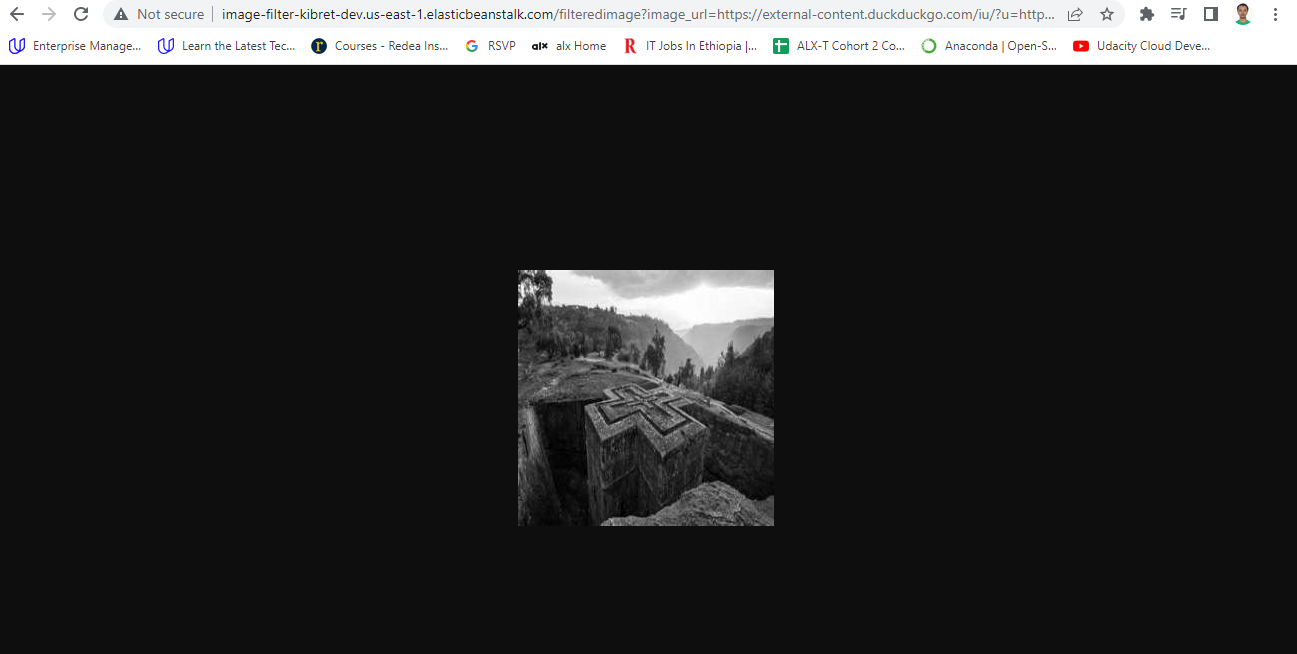 Not secure image-filter-kibret-dev.us-east-1.elasticbeanstalk.com/filteredimage?image_url=https://external-content.duckduckgo.com/iu/?u=http...
Enterprise Manage... Learn the Latest Tec... r Courses - Redea Ins... G RSVP alx alx Home R IT Jobs In Ethiopia |... ALX-T Cohort 2 Co... Anaconda | Open-S... Udacity Cloud Deve...